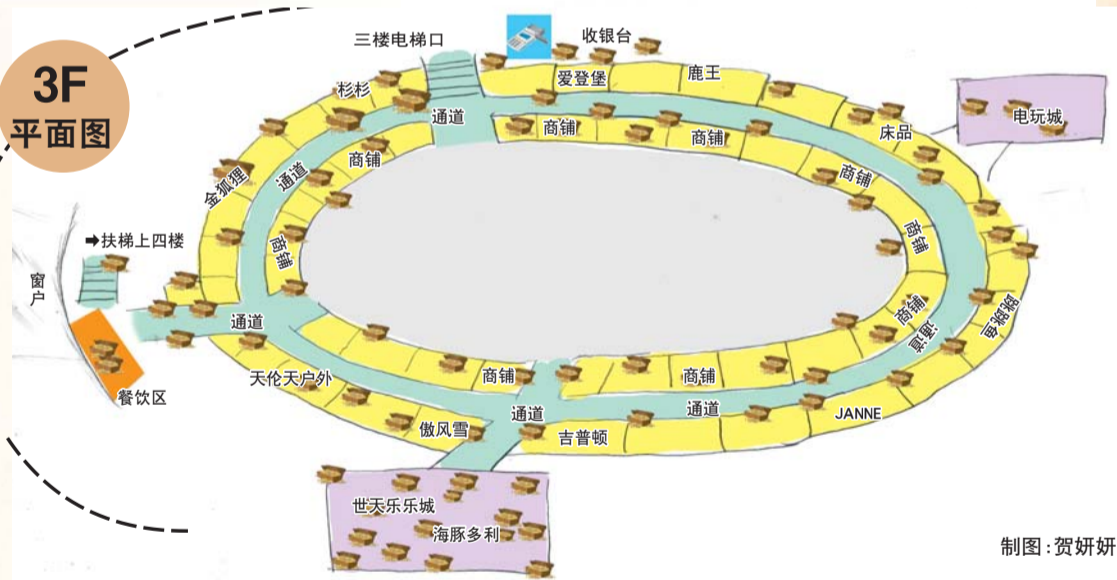 3F
平面图
三楼电梯口
收银台
爱登堡
鹿王
杉杉
通道
商铺
商铺
床品
电玩城
商铺
通道
金狐狸
商铺
商铺
商铺
➡扶梯上四楼
窗户
商铺
跳跳鱼
通道
通道
天伦天户外
商铺
商铺
餐饮区
通道
通道
傲风雪
吉普顿
JANNE
世天乐乐城
海豚多利
制图:贺妍妍